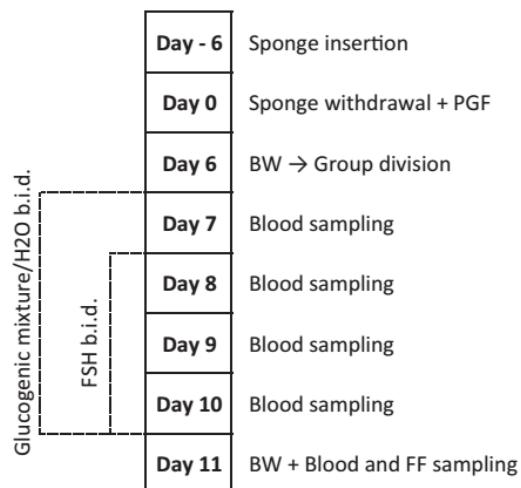 Day - 6 Sponge insertion
Day 0 Sponge withdrawal + PGF
Day 6 BW → Group division
Day 7 Blood sampling
Day 8 Blood sampling
Day 9 Blood sampling
Day 10 Blood sampling
Day 11 BW + Blood and FF sampling
Glucogenic mixture/H2O b.i.d.
FSH b.i.d.